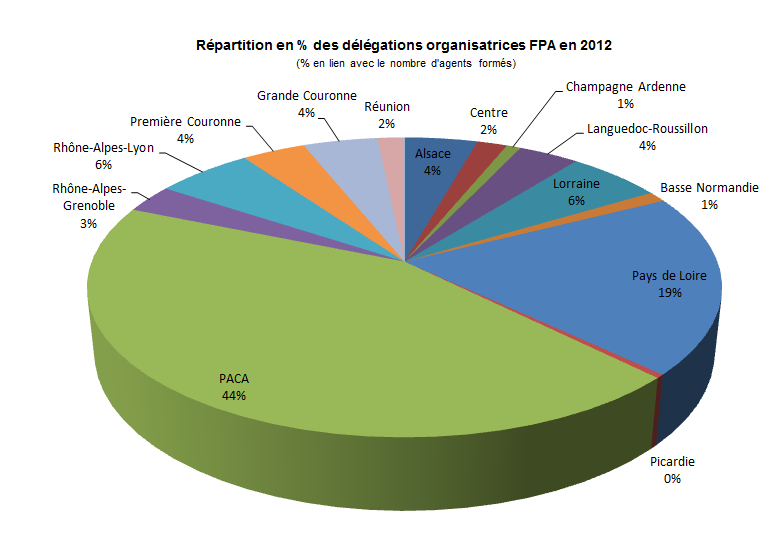 Répartition en % des délégations organisatrices FPA en 2012
(% en lien avec le nombre d'agents formés)
Champagne Ardenne
1%
Grande Couronne
4%
Réunion
2%
Centre
2%
Première Couronne
4%
Languedoc-Roussillon
4%
Rhône-Alpes-Lyon
6%
Alsace
4%
Rhône-Alpes-
Grenoble
3%
Lorraine
6%
Basse Normandie
1%
Pays de Loire
19%
PACA
44%
Picardie
0%